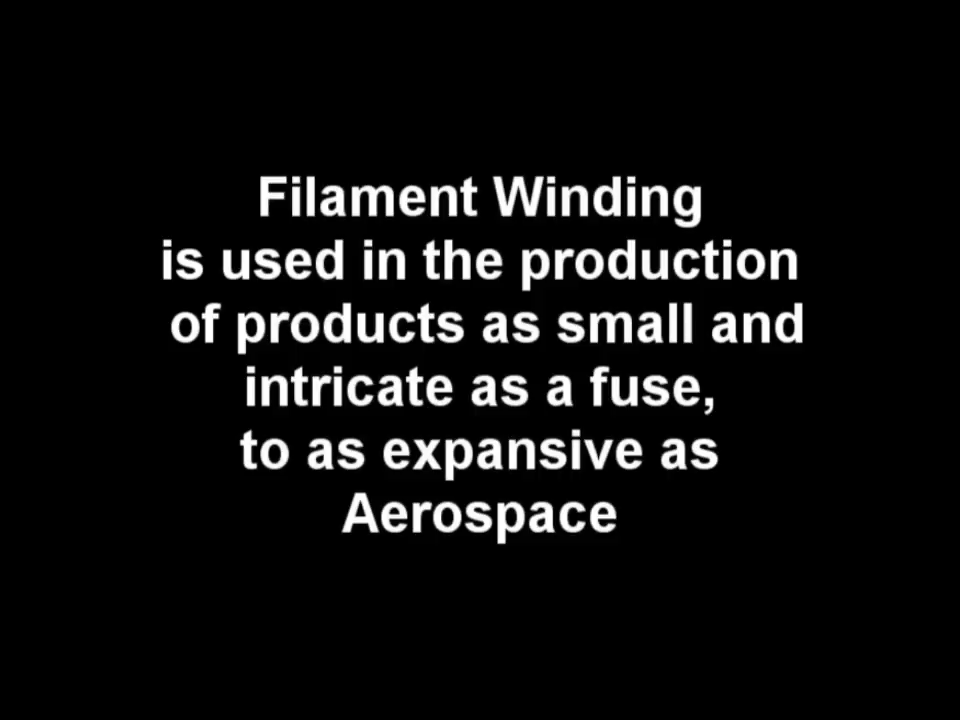 Filament Winding
is used in the production
of products as small and
intricate as a fuse,
to as expansive as
Aerospace